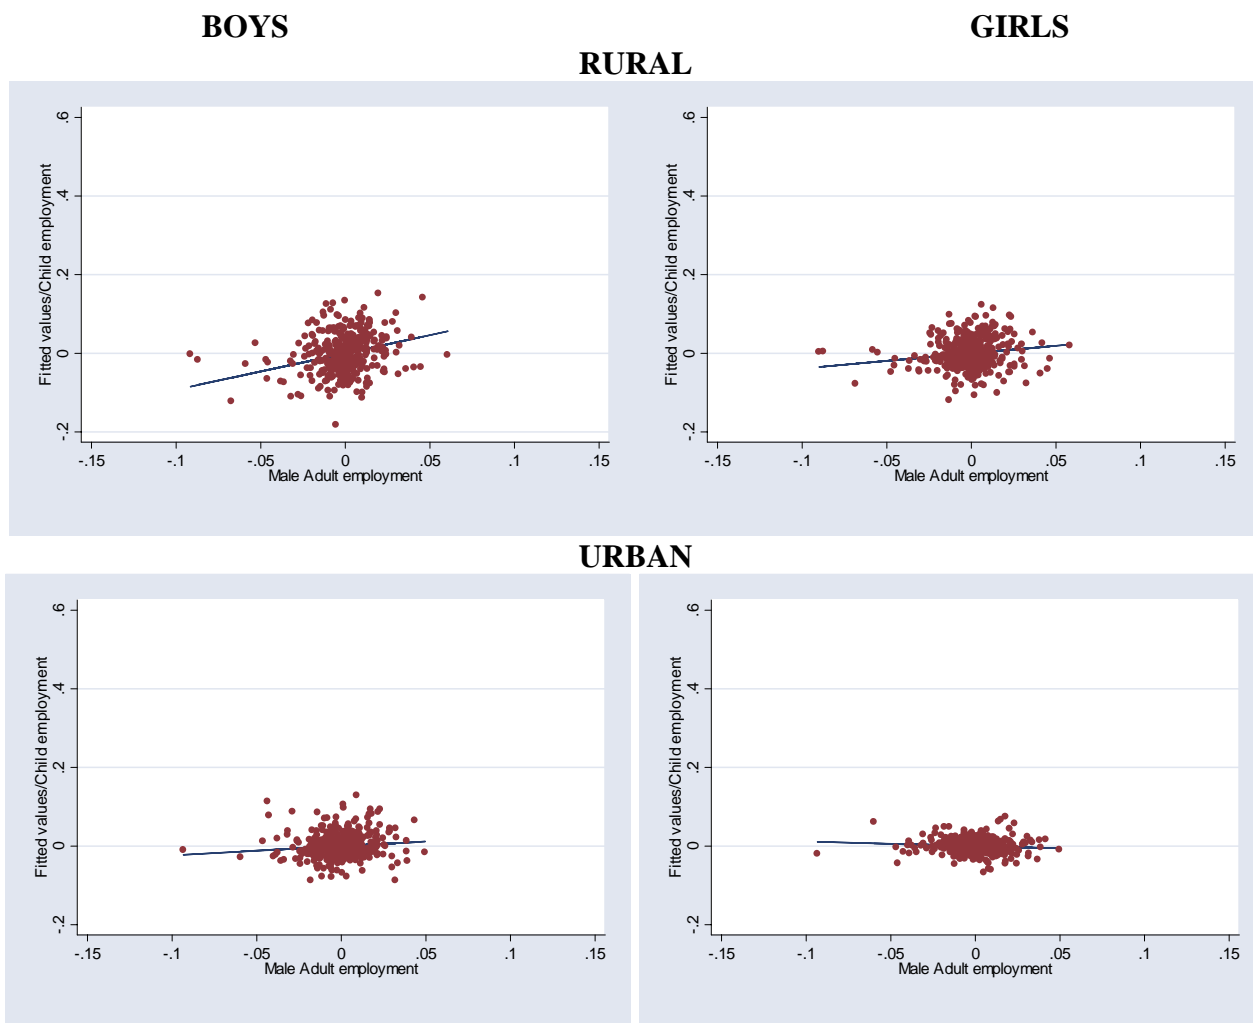 BOYS GIRLS
RURAL
.6
.4
.2
0
-.2
Fitted values/Child employment
-.15 -.1 -.05 0 .05 .1 .15
Male Adult employment
.6
.4
.2
0
-.2
Fitted values/Child employment
-.15 -.1 -.05 0 .05 .1 .15
Male Adult employment
URBAN
.6
.4
.2
0
-.2
Fitted values/Child employment
-.15 -.1 -.05 0 .05 .1 .15
Male Adult employment
.6
.4
.2
0
-.2
Fitted values/Child employment
-.15 -.1 -.05 0 .05 .1 .15
Male Adult employment